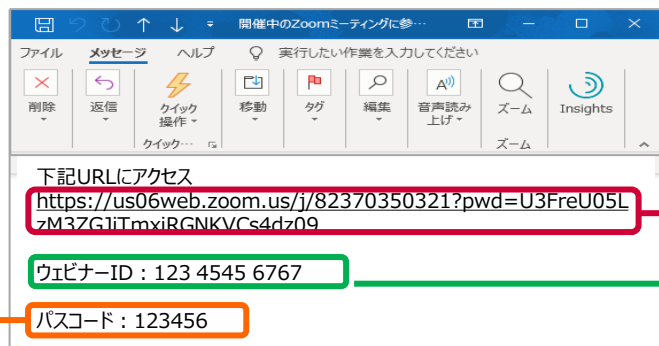 開催中のZoomミーティングに参…
ファイル メッセージ ヘルプ 実行したい作業を入力してください
削除 返信 クイック操作 移動 タグ 編集 音声読み上げ ズーム Insights
クイック… ズーム
下記URLにアクセス
https://us06web.zoom.us/j/82370350321?pwd=U3FreU05L
zM3ZGJiTmxiRGNKVCs4dz09
ウェビナーID：123 4545 6767
パスコード：123456